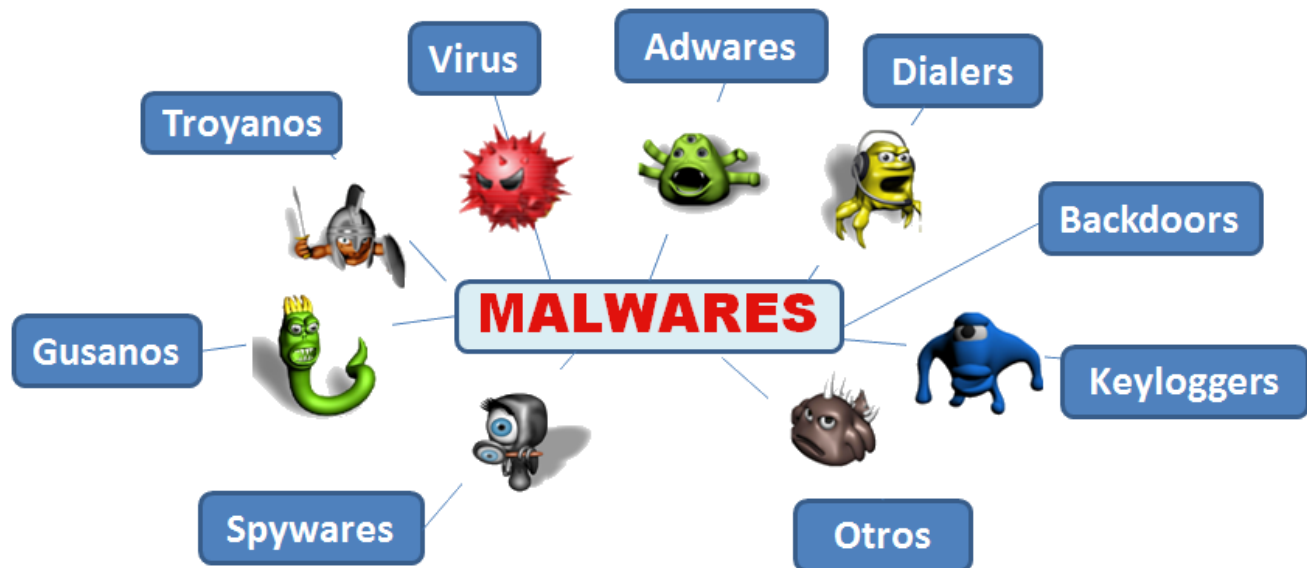 Virus
Adwares
Dialers
Troyanos
Backdoors
MALWARES
Gusanos
Keyloggers
Spywares
Otros